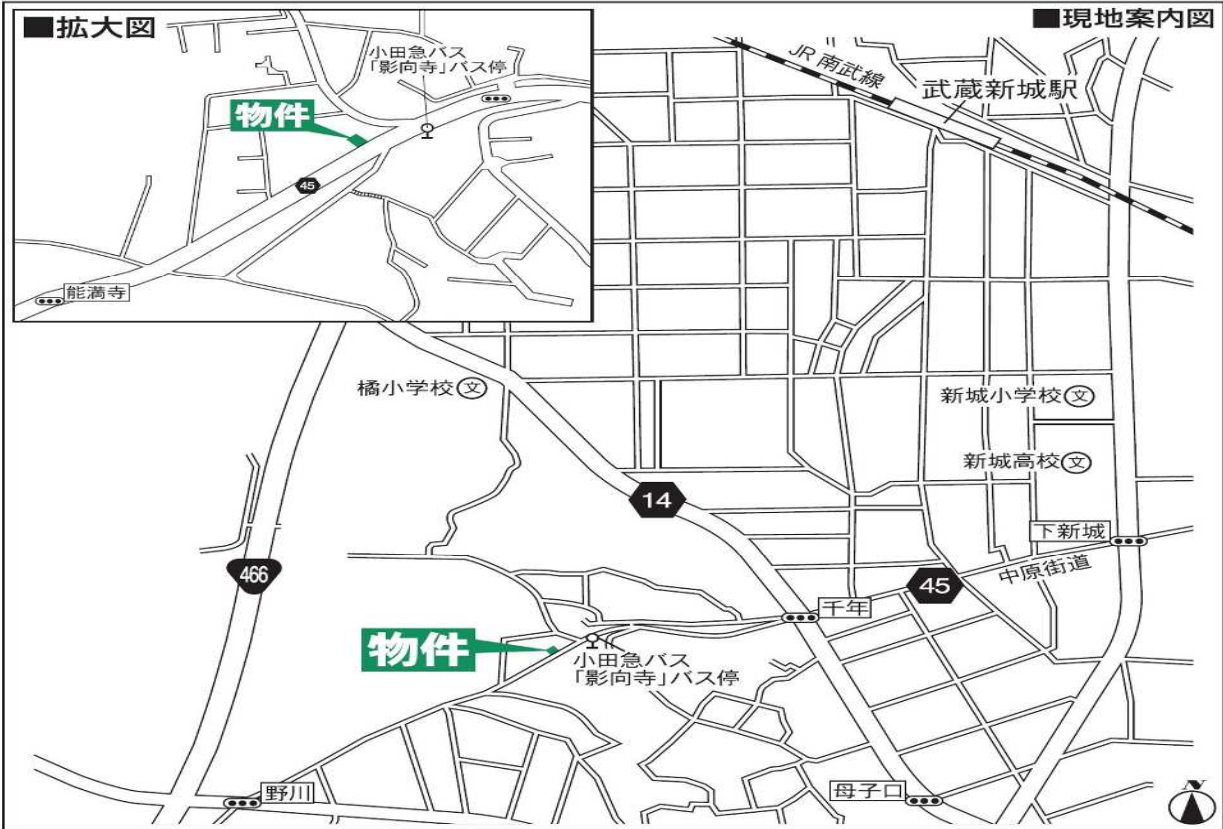 ■拡大図
小田急バス
「影向寺」バス停
物件
45
能満寺
■現地案内図
JR 南武線
武蔵新城駅
橘小学校 文
新城小学校 文
新城高校 文
14
下新城
466
中原街道
45
千年
物件
小田急バス
「影向寺」バス停
野川
母子口
N